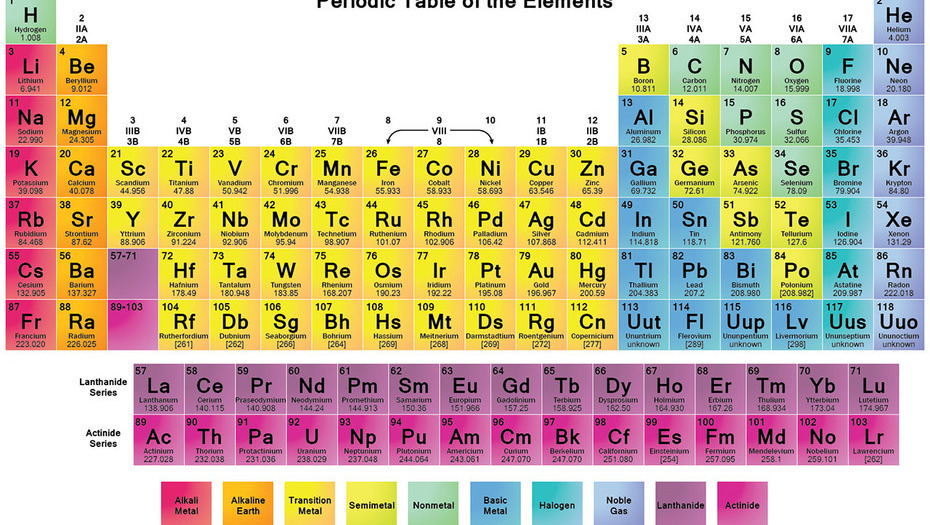 Periodic Table of the Elements
1 2
H 2 13 14 15 16 17 He
Hydrogen IIA IIIA IVA VA VIA VIIA Helium
1.008 2A 3A 4A 5A 6A 7A 4.003
3 4 5 6 7 8 9 10
Li Be B C N O F Ne
Lithium Beryllium Boron Carbon Nitrogen Oxygen Fluorine Neon
6.941 9.012 10.811 12.011 14.007 15.999 18.998 20.180
11 12 13 14 15 16 17 18
Na Mg Al Si P S Cl Ar
Sodium Magnesium Aluminum Silicon Phosphorus Sulfur Chlorine Argon
22.990 24.305 26.982 28.086 30.974 32.066 35.453 39.948
3 4 5 6 7 8 9 10 11 12
IIIB IVB VB VIB VIIB VIII IB IIB
3B 4B 5B 6B 7B 8 1B 2B
19 20 21 22 23 24 25 26 27 28 29 30 31 32 33 34 35 36
K Ca Sc Ti V Cr Mn Fe Co Ni Cu Zn Ga Ge As Se Br Kr
Potassium Calcium Scandium Titanium Vanadium Chromium Manganese Iron Cobalt Nickel Copper Zinc Gallium Germanium Arsenic Selenium Bromine Krypton
39.098 40.078 44.956 47.88 50.942 51.996 54.938 55.933 58.933 58.693 63.546 65.39 69.732 72.61 74.922 78.09 79.904 84.80
37 38 39 40 41 42 43 44 45 46 47 48 49 50 51 52 53 54
Rb Sr Y Zr Nb Mo Tc Ru Rh Pd Ag Cd In Sn Sb Te I Xe
Rubidium Strontium Yttrium Zirconium Niobium Molybdenum Technetium Ruthenium Rhodium Palladium Silver Cadmium Indium Tin Antimony Tellurium Iodine Xenon
84.468 87.62 88.906 91.224 92.906 95.94 98.907 101.07 102.906 106.42 107.868 112.411 114.818 118.71 121.760 127.6 126.904 131.29
55 56 57-71 72 73 74 75 76 77 78 79 80 81 82 83 84 85 86
Cs Ba Hf Ta W Re Os Ir Pt Au Hg Tl Pb Bi Po At Rn
Cesium Barium Hafnium Tantalum Tungsten Rhenium Osmium Iridium Platinum Gold Mercury Thallium Lead Bismuth Polonium Astatine Radon
132.905 137.327 178.49 180.948 183.85 168.207 190.23 192.22 195.08 196.967 200.59 204.383 207.2 208.980 [208.982] 209.987 222.018
87 88 89-103 104 105 106 107 108 109 110 111 112 113 114 115 116 117 118
Fr Ra Rf Db Sg Bh Hs Mt Ds Rg Cn Uut Fl Uup Lv Uus Uuo
Francium Radium Rutherfordium Dubnium Seaborgium Bohrium Hassium Meitnerium Darmstadtium Roentgenium Copernicium Ununtrium Flerovium Ununpentium Livermorium Ununseptium Ununoctium
223.020 226.025 [261] [262] [266] [264] [269] [268] [269] [272] [277] unknown [289] unknown [298] unknown unknown
Lanthanide
Series
57 58 59 60 61 62 63 64 65 66 67 68 69 70 71
La Ce Pr Nd Pm Sm Eu Gd Tb Dy Ho Er Tm Yb Lu
Lanthanum Cerium Praseodymium Neodymium Promethium Samarium Europium Gadolinium Terbium Dysprosium Holmium Erbium Thulium Ytterbium Lutetium
138.906 140.115 140.908 144.24 144.913 150.36 151.966 157.25 158.925 162.50 164.930 167.26 168.934 173.04 174.967
Actinide
Series
89 90 91 92 93 94 95 96 97 98 99 100 101 102 103
Ac Th Pa U Np Pu Am Cm Bk Cf Es Fm Md No Lr
Actinium Thorium Protactinium Uranium Neptunium Plutonium Americium Curium Berkelium Californium Einsteinium Fermium Mendelevium Nobelium Lawrencium
227.028 232.038 231.036 238.029 237.048 244.064 243.061 247.070 247.070 251.080 [254] 257.095 258.1 259.101 [262]
Alkali Metal
Alkaline Earth
Transition Metal
Semimetal
Nonmetal
Basic Metal
Halogen
Noble Gas
Lanthanide
Actinide